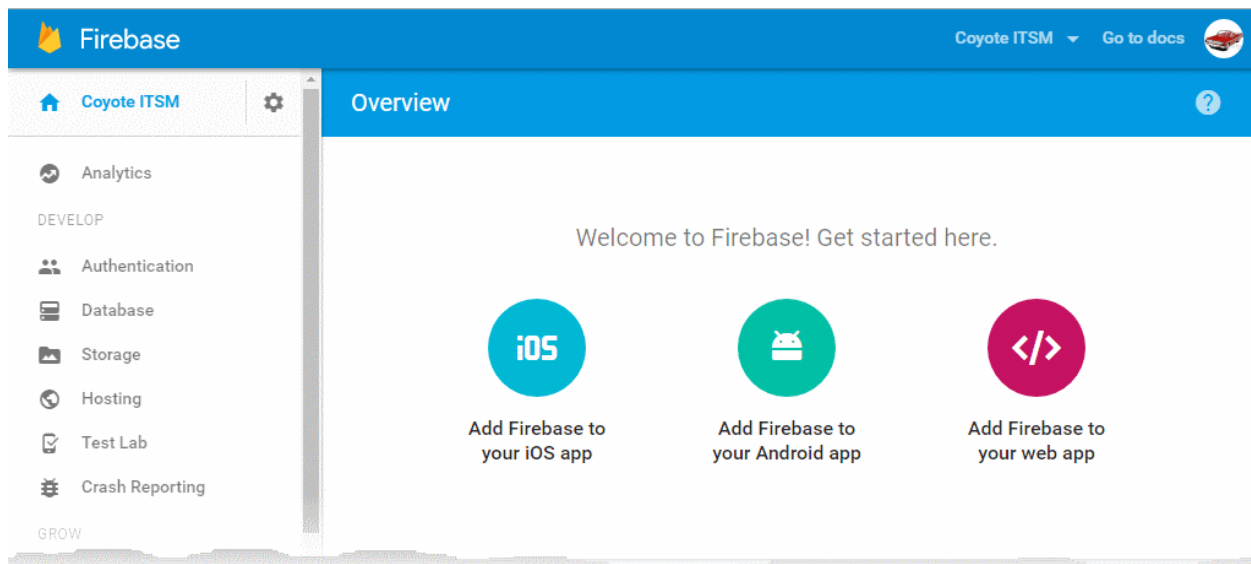 Firebase
Coyote ITSM
Go to docs
Coyote ITSM
Overview
?
Analytics
DEVELOP
Authentication
Database
Storage
Hosting
Test Lab
Crash Reporting
GROW
Welcome to Firebase! Get started here.
iOS
</>
Add Firebase to
your iOS app
Add Firebase to
your Android app
Add Firebase to
your web app